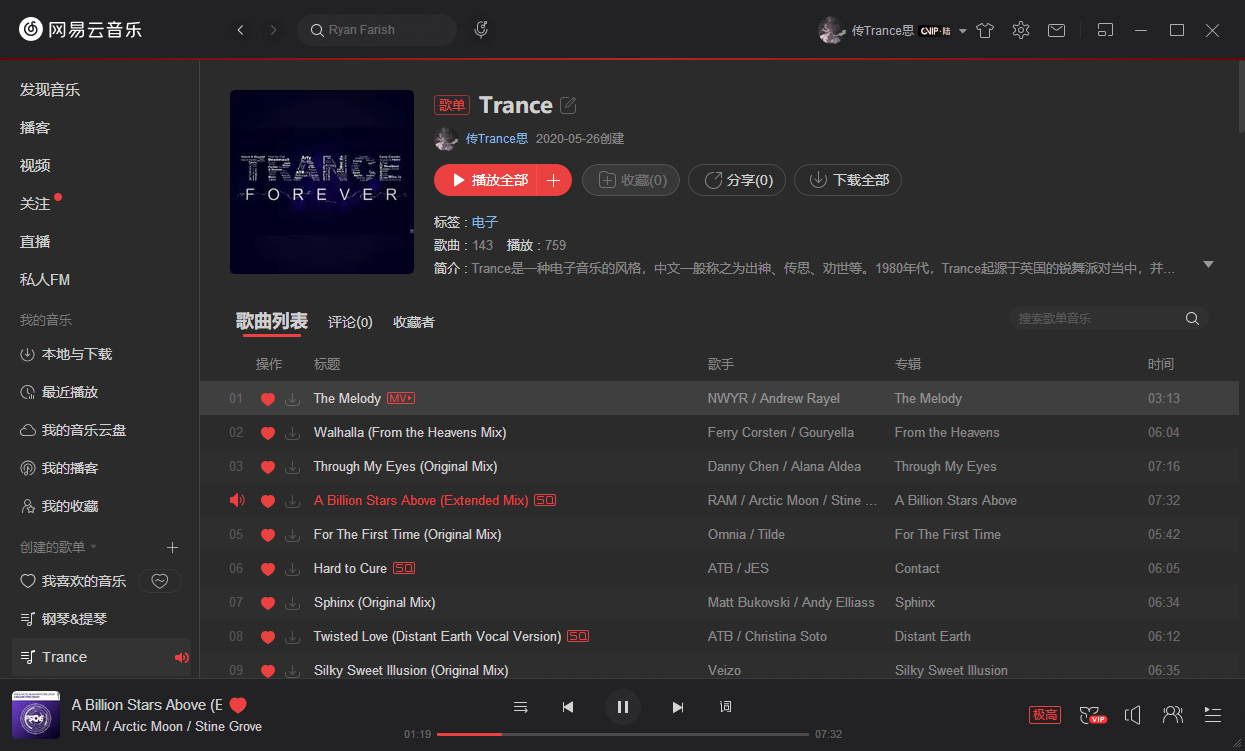 网易云音乐
Ryan Farish
传Trance思 CVIP·陆
发现音乐
播客
视频
关注
直播
私人FM
我的音乐
本地与下载
最近播放
我的音乐云盘
我的播客
我的收藏
创建的歌单
我喜欢的音乐
钢琴&提琴
Trance
TRANCE
FOREVER
歌单 Trance
传Trance思 2020-05-26创建
播放全部 + 收藏(0) 分享(0) 下载全部
标签 : 电子
歌曲 : 143 播放 : 759
简介 : Trance是一种电子音乐的风格，中文一般称之为出神、传思、劝世等。1980年代，Trance起源于英国的锐舞派对当中，并...
歌曲列表 评论(0) 收藏者 搜索歌单音乐
操作 标题 歌手 专辑 时间
01 The Melody MV NWYR / Andrew Rayel The Melody 03:13
02 Walhalla (From the Heavens Mix) Ferry Corsten / Gouryella From the Heavens 06:04
03 Through My Eyes (Original Mix) Danny Chen / Alana Aldea Through My Eyes 07:16
A Billion Stars Above (Extended Mix) SQ RAM / Arctic Moon / Stine ... A Billion Stars Above 07:32
05 For The First Time (Original Mix) Omnia / Tilde For The First Time 05:42
06 Hard to Cure SQ ATB / JES Contact 06:05
07 Sphinx (Original Mix) Matt Bukovski / Andy Elliass Sphinx 06:34
08 Twisted Love (Distant Earth Vocal Version) SQ ATB / Christina Soto Distant Earth 06:12
09 Silky Sweet Illusion (Original Mix) Veizo Silky Sweet Illusion 06:35
FSOE
A Billion Stars Above (E
RAM / Arctic Moon / Stine Grove
词
01:19 07:32
极高 VIP